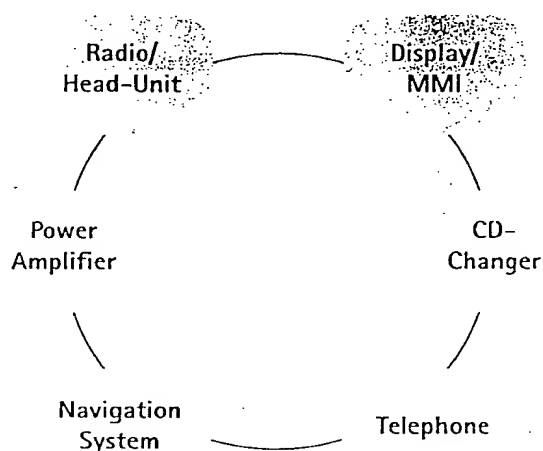 Radio/
Head-Unit
Display/
MMI
Power
Amplifier
CD-
Changer
Navigation
System
Telephone